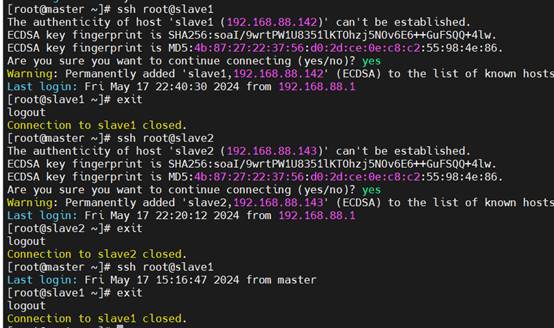 [root@master ~]# ssh root@slave1
The authenticity of host 'slave1 (192.168.88.142)' can't be established.
ECDSA key fingerprint is SHA256:soaI/9wrtPW1U8351lKTOhzj5NOv6E6++GuFSQQ+4lw.
ECDSA key fingerprint is MD5:4b:87:27:22:37:56:d0:2d:ce:0e:c8:c2:55:98:4e:86.
Are you sure you want to continue connecting (yes/no)? yes
Warning: Permanently added 'slave1,192.168.88.142' (ECDSA) to the list of known hosts
Last login: Fri May 17 22:40:30 2024 from 192.168.88.1
[root@slave1 ~]# exit
logout
Connection to slave1 closed.
[root@master ~]# ssh root@slave2
The authenticity of host 'slave2 (192.168.88.143)' can't be established.
ECDSA key fingerprint is SHA256:soaI/9wrtPW1U8351lKTOhzj5NOv6E6++GuFSQQ+4lw.
ECDSA key fingerprint is MD5:4b:87:27:22:37:56:d0:2d:ce:0e:c8:c2:55:98:4e:86.
Are you sure you want to continue connecting (yes/no)? yes
Warning: Permanently added 'slave2,192.168.88.143' (ECDSA) to the list of known hosts
Last login: Fri May 17 22:20:12 2024 from 192.168.88.1
[root@slave2 ~]# exit
logout
Connection to slave2 closed.
[root@master ~]# ssh root@slave1
Last login: Fri May 17 15:16:47 2024 from master
[root@slave1 ~]# exit
logout
Connection to slave1 closed.